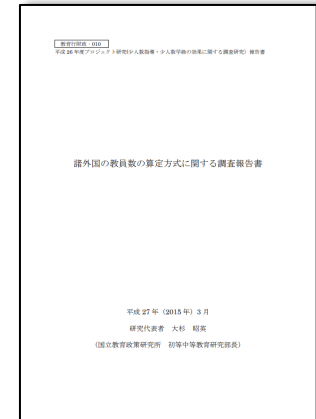 教育行財政-010
平成26年度プロジェクト研究(少人数指導・少人数学級の効果に関する調査研究) 報告書
諸外国の教員数の算定方式に関する調査報告書
平成 27 年（2015 年）3 月
研究代表者 大杉 昭英
（国立教育政策研究所 初等中等教育研究部長）